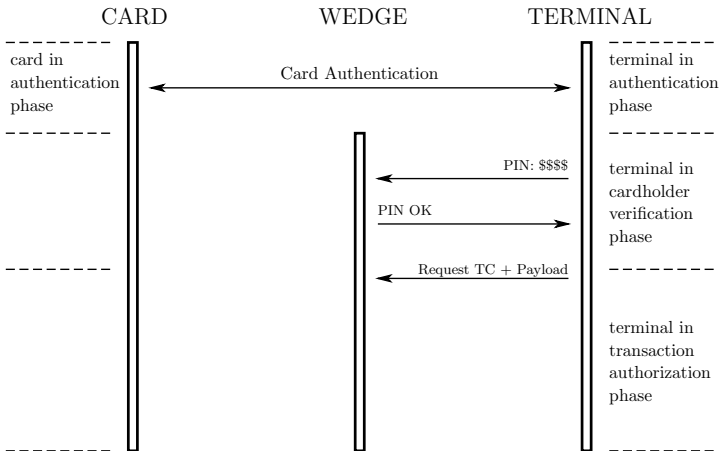 CARD
WEDGE
TERMINAL
card in
authentication
phase
Card Authentication
terminal in
authentication
phase
PIN: $$$$
PIN OK
terminal in
cardholder
verification
phase
Request TC + Payload
terminal in
transaction
authorization
phase